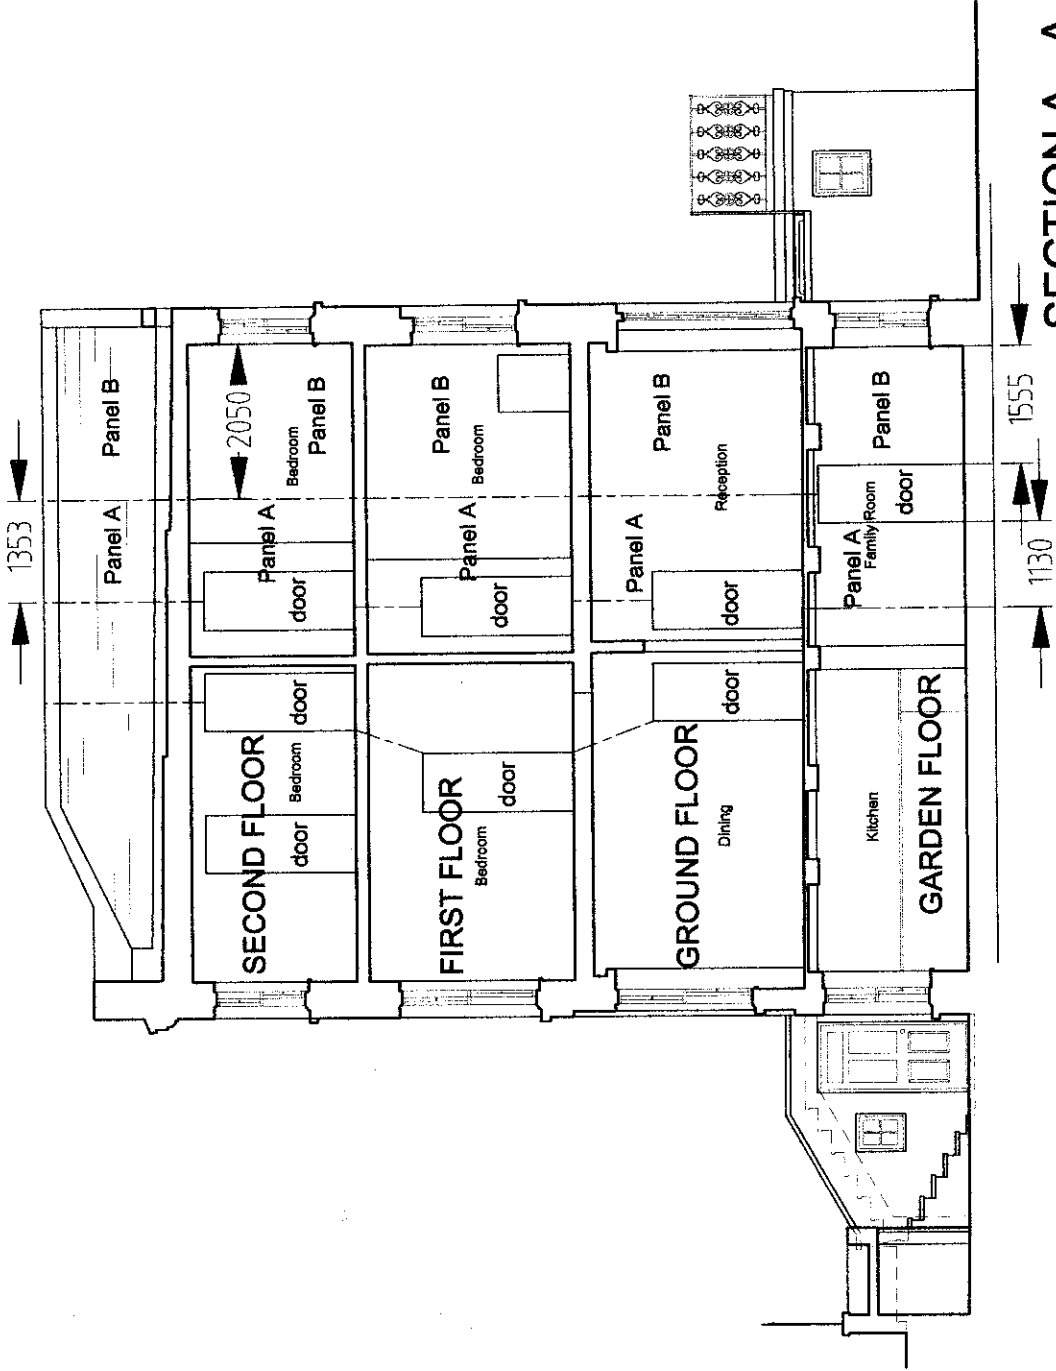 1353
Panel A
Panel B
2050
SECOND FLOOR
door
Bedroom
door
door
Panel A
Bedroom
Panel B
FIRST FLOOR
Bedroom
door
door
Panel A
Bedroom
Panel B
GROUND FLOOR
Dining
door
door
Panel A
Reception
Panel B
Kitchen
GARDEN FLOOR
Panel A
Family Room
door
Panel B
1130
1555
SECTION A A